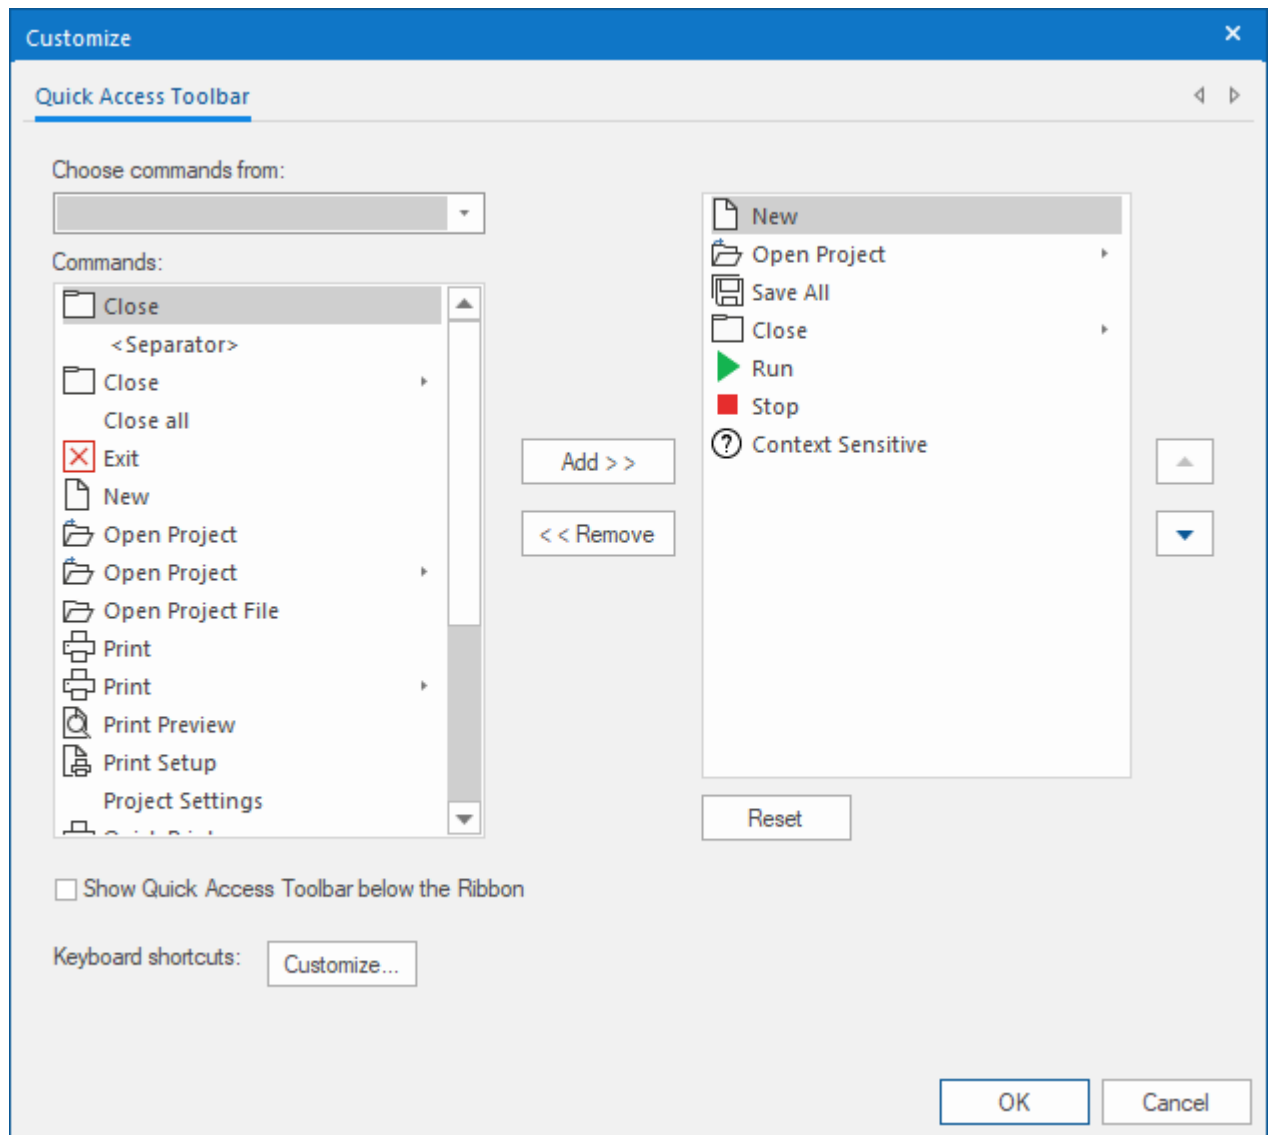 Customize
Quick Access Toolbar
Choose commands from:
Commands:
Close
<Separator>
Close
Close all
Exit
New
Open Project
Open Project
Open Project File
Print
Print
Print Preview
Print Setup
Project Settings
Add > >
< < Remove
New
Open Project
Save All
Close
Run
Stop
Context Sensitive
Reset
Show Quick Access Toolbar below the Ribbon
Keyboard shortcuts:
Customize...
OK
Cancel